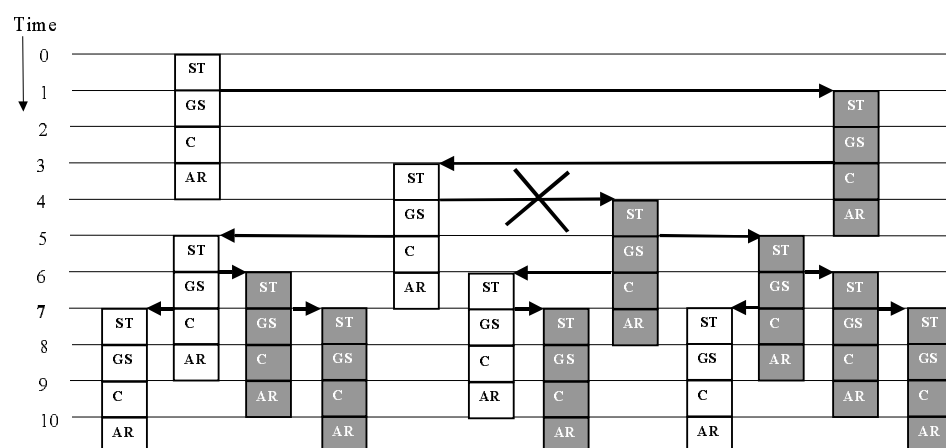 Time
0
ST
1
GS ST
2
C GS
3
AR ST C
4
GS ST AR
5
ST C GS ST
6
GS ST AR ST C GS ST
7
ST C GS ST GS ST AR ST C GS ST
8
GS AR C GS C GS GS AR C GS
9
C AR C AR C C AR C
10
AR AR AR AR AR